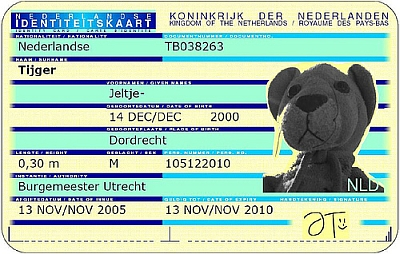 NEDERLANDSE
IDENTITEITSKAART
IDENTITY CARD / CARTE D'IDENTITÉ
KONINKRIJK DER NEDERLANDEN
KINGDOM OF THE NETHERLANDS / ROYAUME DES PAYS-BAS
NATIONALITEIT / NATIONALITY
DOCUMENTNUMMER / DOCUMENT NO.
Nederlandse
TB038263
NAAM / SURNAME
Tijger
VOORNAMEN / GIVEN NAMES
Jeltje-
GEBOORTEDATUM / DATE OF BIRTH
14 DEC/DEC 2000
GEBOORTEPLAATS / PLACE OF BIRTH
Dordrecht
LENGTE / HEIGHT
GESLACHT / SEX
PERS. NUMMER / PERS. NO.
0,30 m
M
105122010
INSTANTIE / AUTHORITY
Burgemeester Utrecht
NLD
AFGIFTEDATUM / DATE OF ISSUE
GELDIG TOT / DATE OF EXPIRY
HANDTEKENING / SIGNATURE
13 NOV/NOV 2005
13 NOV/NOV 2010
JT